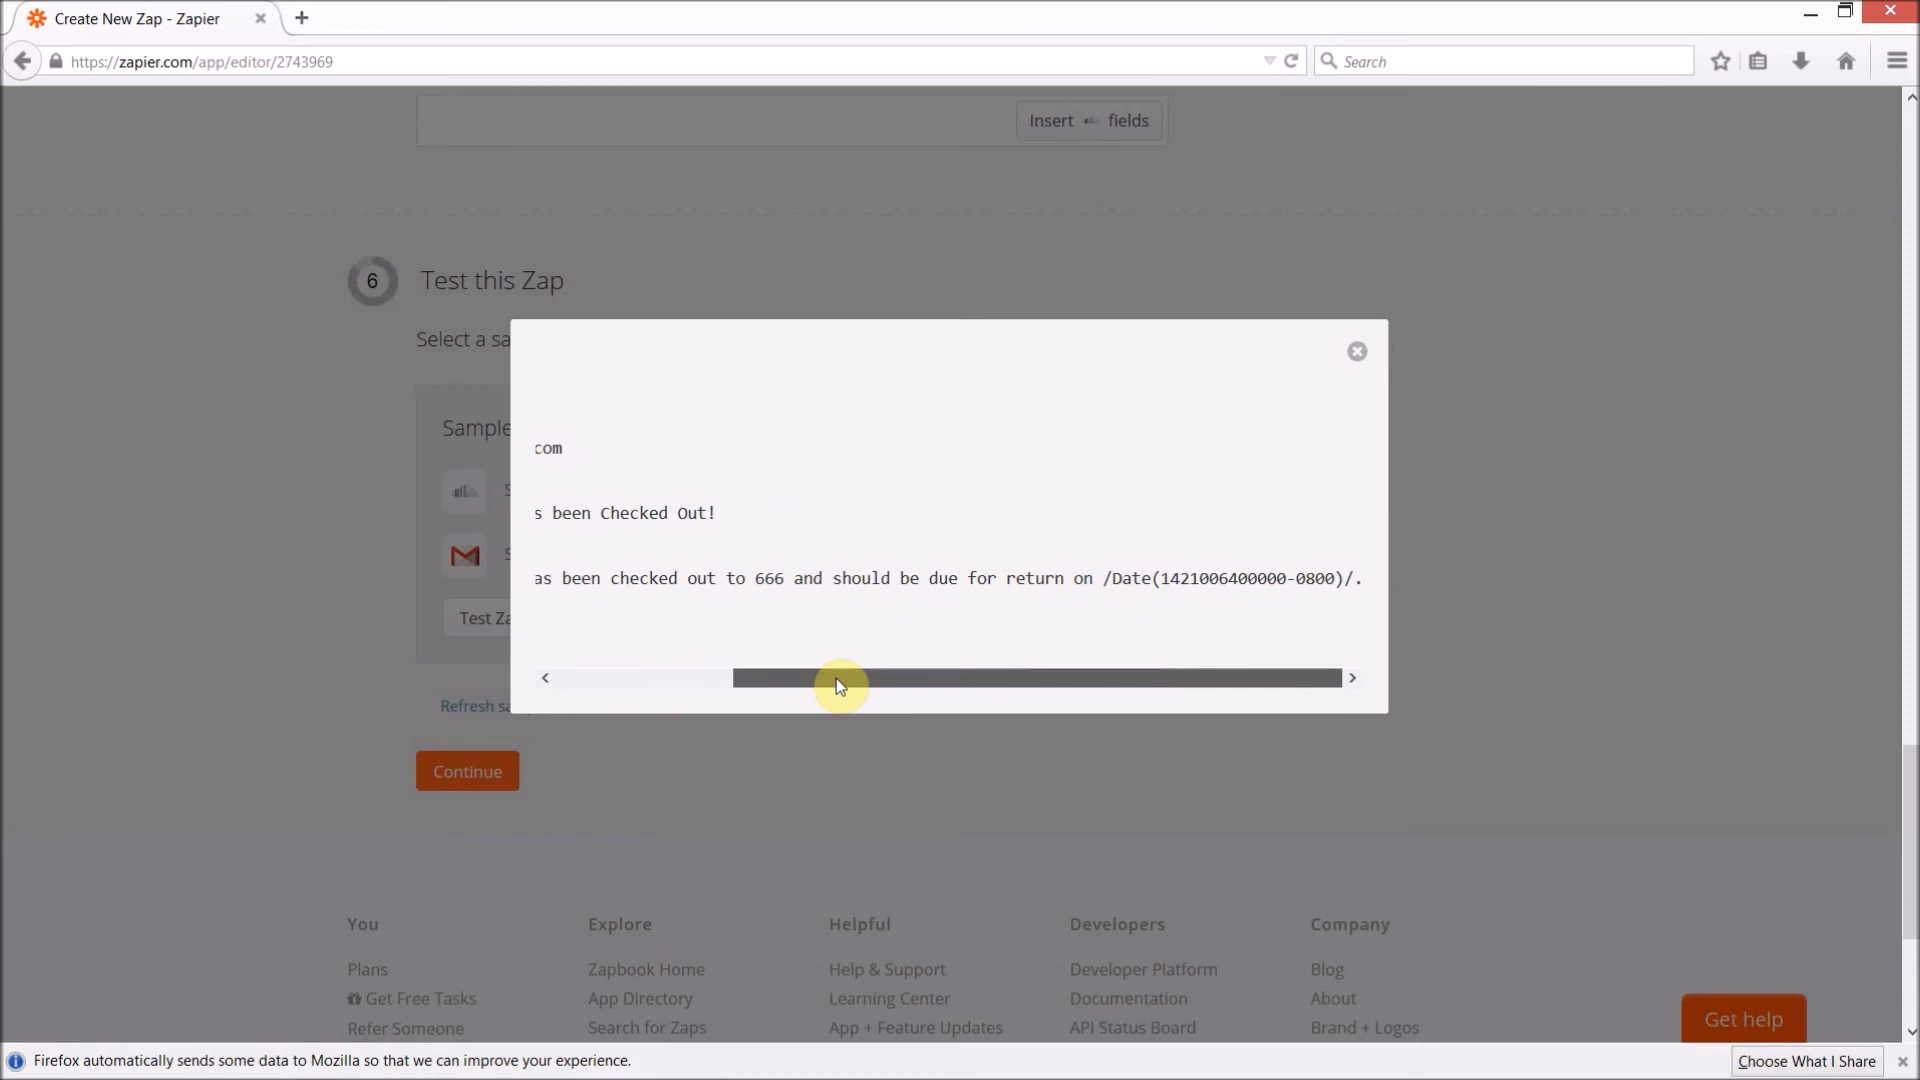 Create New Zap - Zapier
https://zapier.com/app/editor/2743969
Search
Insert fields
6 Test this Zap
Select a sa
.com
Sample
s been Checked Out!
as been checked out to 666 and should be due for return on /Date(1421006400000-0800)/.
Test Za
Refresh sa
Continue
You Explore Helpful Developers Company
Plans Zapbook Home Help & Support Developer Platform Blog
Get Free Tasks App Directory Learning Center Documentation About
Refer Someone Search for Zaps App + Feature Updates API Status Board Brand + Logos
Get help
Firefox automatically sends some data to Mozilla so that we can improve your experience.
Choose What I Share